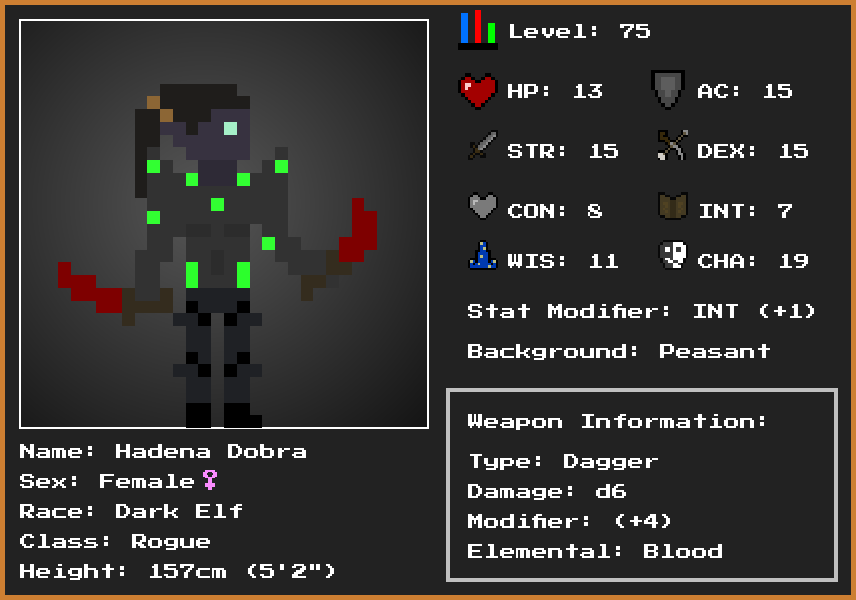 Level: 75
HP: 13
AC: 15
STR: 15
DEX: 15
CON: 8
INT: 7
WIS: 11
CHA: 19
Stat Modifier: INT (+1)
Background: Peasant
Weapon Information:
Type: Dagger
Damage: d6
Modifier: (+4)
Elemental: Blood
Name: Hadena Dobra
Sex: Female♀
Race: Dark Elf
Class: Rogue
Height: 157cm (5'2")